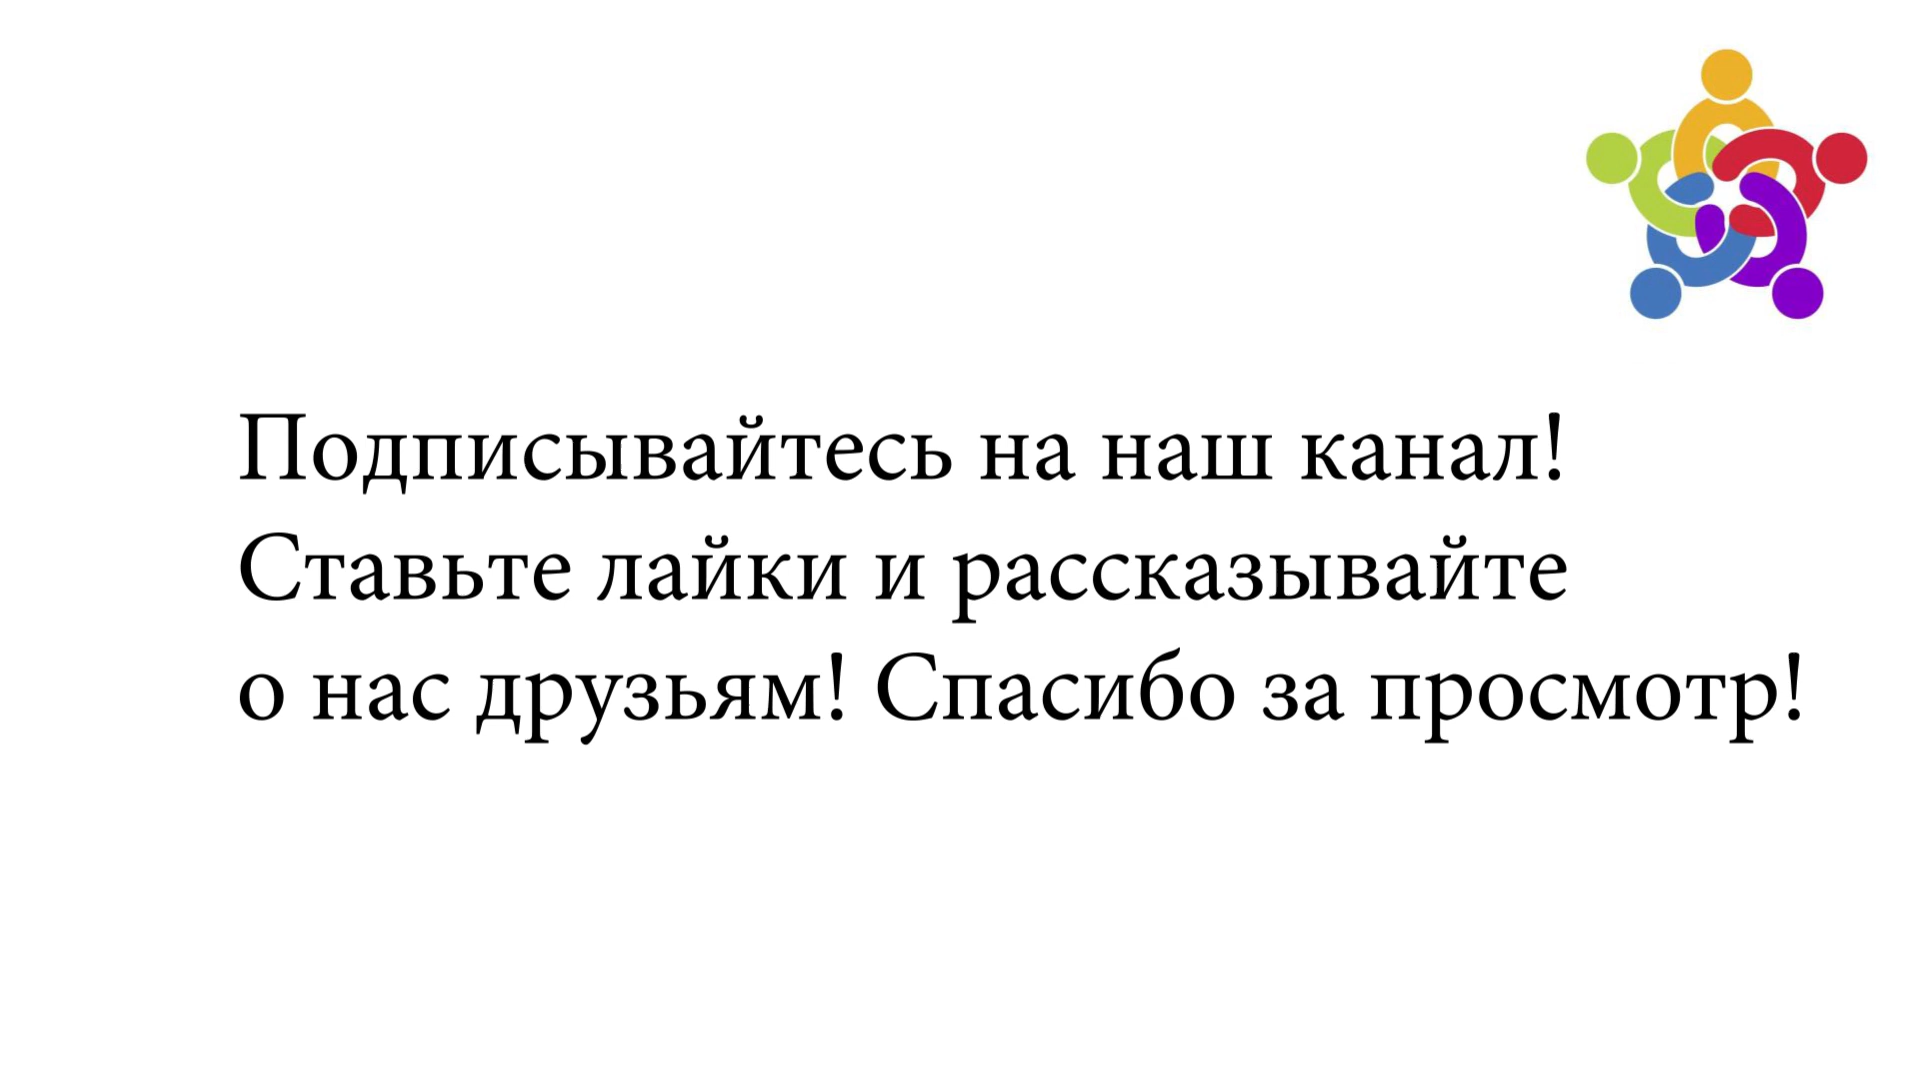 Подписывайтесь на наш канал!
Ставьте лайки и рассказывайте
о нас друзьям! Спасибо за просмотр!